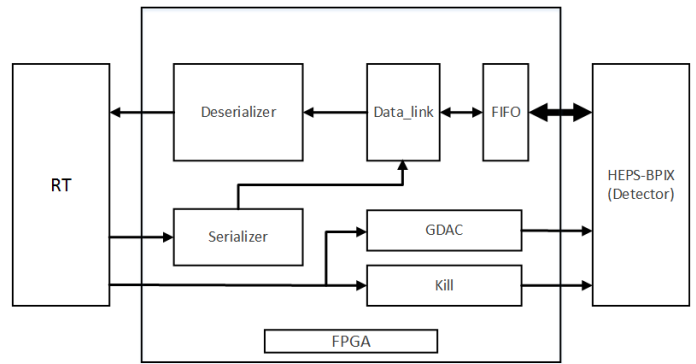 Deserializer
Data_link
FIFO
RT
HEPS-BPIX
(Detector)
Serializer
GDAC
Kill
FPGA